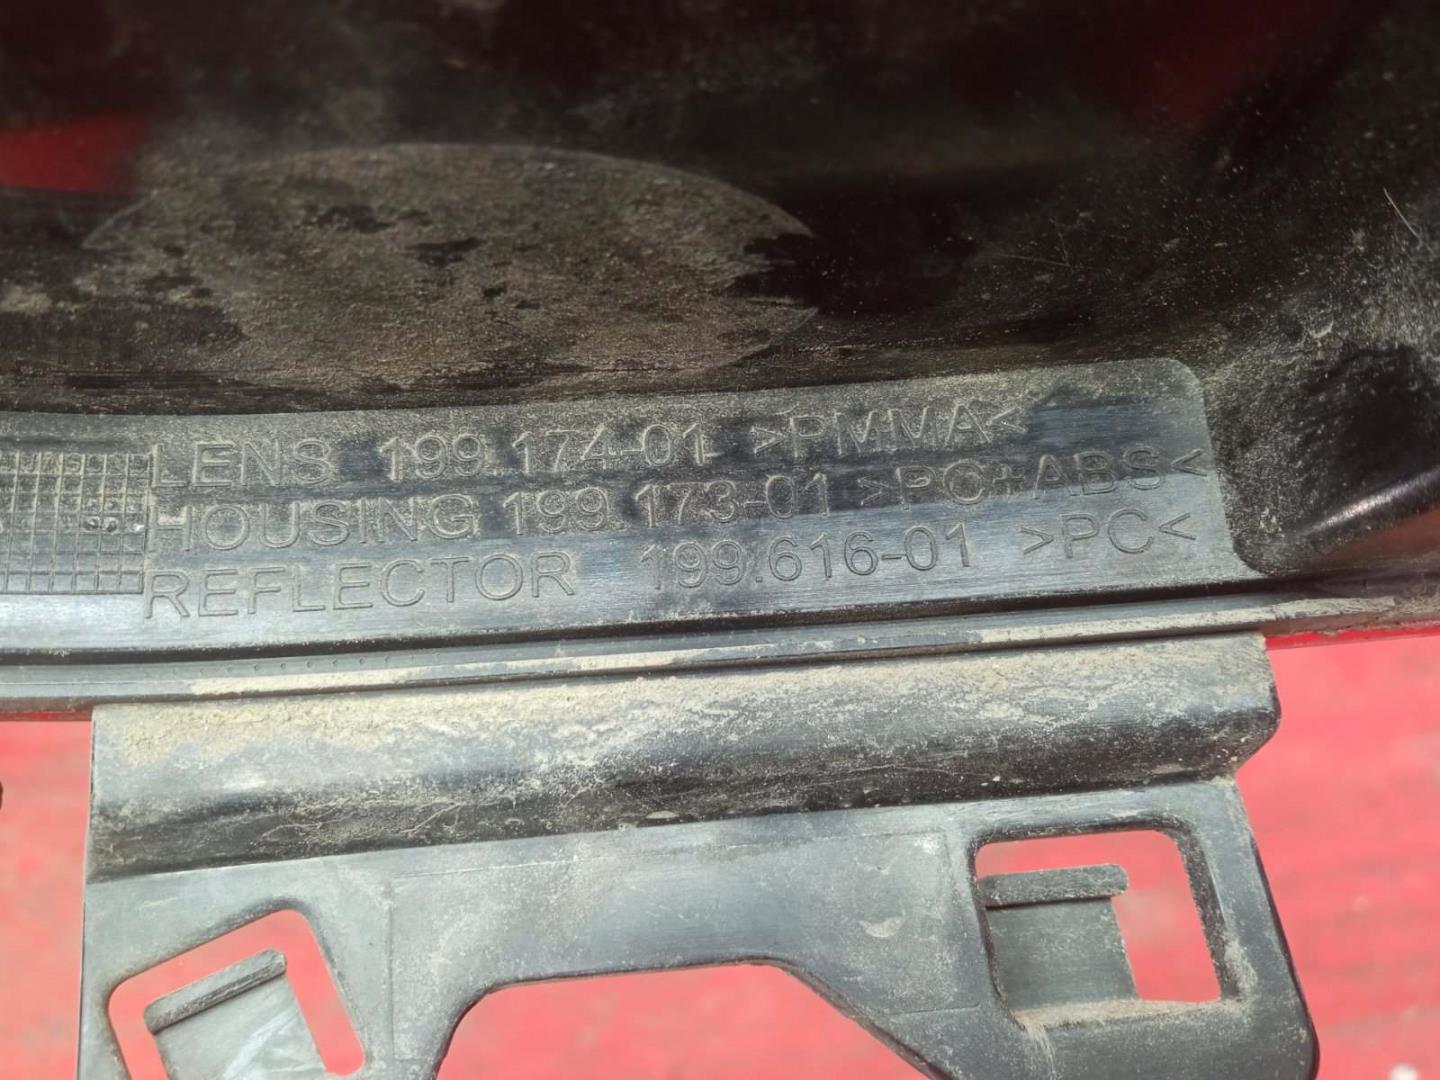 LENS 199.174-01 >PMMA<
HOUSING 199.173-01 >PC+ABS<
REFLECTOR 199.616-01 >PC<